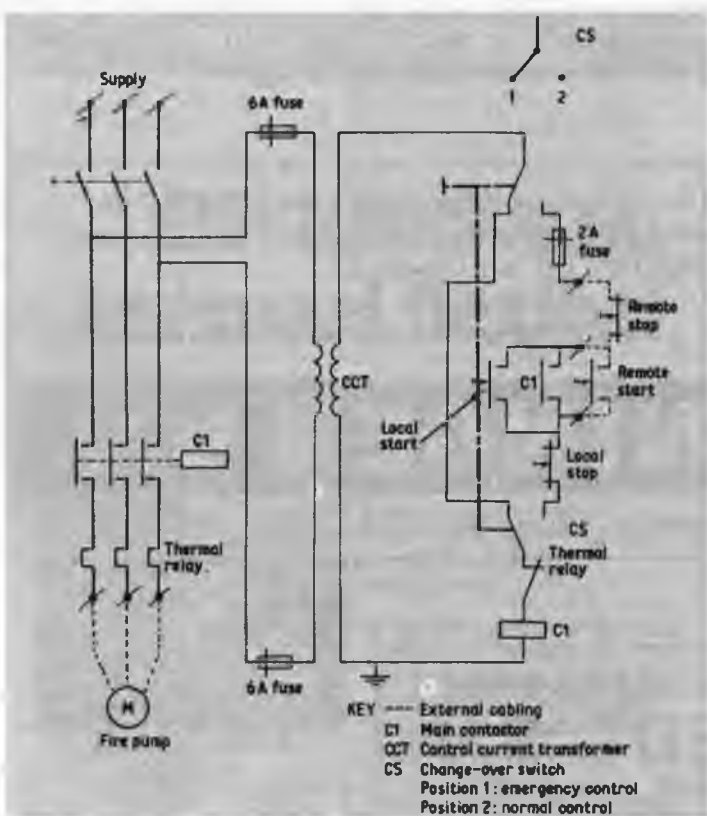 CS
1 2
Supply
6A fuse
2A
fuse
Remote
stop
CCT
C1
Remote
start
Local
start
C1
Local
stop
CS
Thermal
relay
Thermal
relay
C1
6A fuse
M
Fire pump
KEY ---- External cabling
C1 Main contactor
CCT Control current transformer
CS Change-over switch
Position 1: emergency control
Position 2: normal control